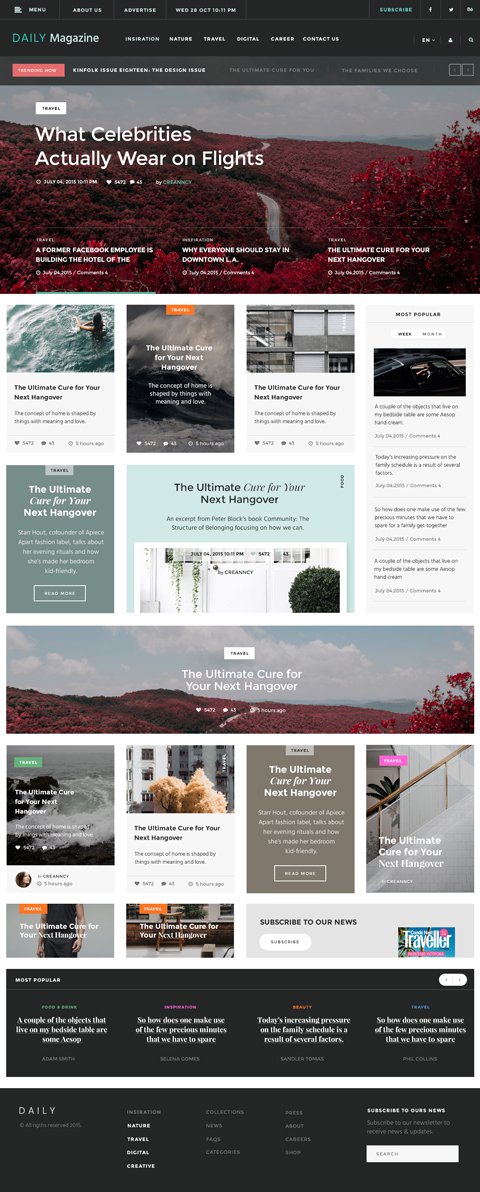 MENU
ABOUT US
ADVERTISE
WED 28 OCT 10:11 PM
SUBSCRIBE
DAILY Magazine
INSIRATION
NATURE
TRAVEL
DIGITAL
CAREER
CONTACT US
EN
TRENDING NOW
KINFOLK ISSUE EIGHTEEN: THE DESIGN ISSUE
THE ULTIMATE CURE FOR YOU
THE FAMILIES WE CHOOSE
TRAVEL
What Celebrities
Actually Wear on Flights
JULY 04, 2015 10:11 PM
5472
43
by CREANNCY
TRAVEL
A FORMER FACEBOOK EMPLOYEE IS
BUILDING THE HOTEL OF THE
July 04,2015 / Comments 4
INSPIRATION
WHY EVERYONE SHOULD STAY IN
DOWNTOWN L.A.
July 04,2015 / Comments 4
TRAVEL
THE ULTIMATE CURE FOR YOUR
NEXT HANGOVER
July 04,2015 / Comments 4
The Ultimate Cure for Your
Next Hangover
The concept of home is shaped by
things with meaning and love.
5472
43
5 hours ago
TRAVEL
The Ultimate Cure
for Your Next
Hangover
The concept of home is
shaped by things with
meaning and love.
5472
43
5 hours ago
TRAVEL
The Ultimate Cure for Your
Next Hangover
The concept of home is shaped by
things with meaning and love.
5472
43
5 hours ago
MOST POPULAR
WEEK
MONTH
A couple of the objects that live on
my bedside table are some Aesop
hand cream.
July 04,2015 / Comments 4
Today's increasing pressure on the
family schedule is a result of several
factors.
July 04,2015 / Comments 4
So how does one make use of the few
precious minutes that we have to
spare for a family get-together
July 04,2015 / Comments 4
A couple of the objects that live on
my bedside table are some Aesop
hand cream
July 04,2015 / Comments 4
TRAVEL
The Ultimate
Cure for Your
Next Hangover
Starr Hout, cofounder of Apiece
Apart fashion label, talks about
her evening rituals and how
she's made her bedroom
kid-friendly.
READ MORE
FOOD
The Ultimate Cure for Your
Next Hangover
An excerpt from Peter Block's book Community: The
Structure of Belonging focusing on how we can.
JULY 04, 2015 10:11 PM
5472
43
by CREANNCY
TRAVEL
The Ultimate Cure for
Your Next Hangover
5472
43
5 hours ago
TRAVEL
The Ultimate Cure
for Your Next
Hangover
The concept of home is shaped
by things with meaning and love.
5472
43
by CREANNCY
5 hours ago
TRAVEL
The Ultimate Cure for Your
Next Hangover
The concept of home is shaped by
things with meaning and love.
5472
43
5 hours ago
TRAVEL
The Ultimate
Cure for Your
Next Hangover
Starr Hout, cofounder of Apiece
Apart fashion label, talks about
her evening rituals and how
she's made her bedroom
kid-friendly.
READ MORE
TRAVEL
The Ultimate
Cure for Your
Next Hangover
by CREANNCY
TRAVEL
The Ultimate Cure for
Your Next Hangover
TRAVEL
The Ultimate Cure for
Your Next Hangover
SUBSCRIBE TO OUR NEWS
SUBSCRIBE
Traveller
MOST POPULAR
FOOD & DRINK
A couple of the objects that
live on my bedside table are
some Aesop
ADAM SMITH
INSPIRATION
So how does one make use
of the few precious minutes
that we have to spare
SELENA GOMES
BEAUTY
Today's increasing pressure
on the family schedule is a
result of several factors.
SANDLER TOMAS
TRAVEL
So how does one make use
of the few precious minutes
that we have to spare
PHIL COLLINS
DAILY
© All rigths reserved 2015.
INSIRATION
NATURE
TRAVEL
DIGITAL
CREATIVE
COLLECTIONS
NEWS
FAQS
CATEGORIES
PRESS
ABOUT
CAREERS
SHOP
SUBSCRIBE TO OURS NEWS
Subscribe to our newsletter to
receive news & updates.
SEARCH